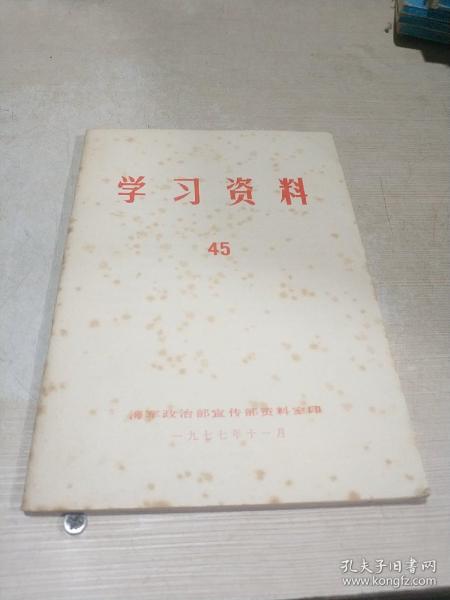 学习资料
45
海军政治部宣传部资料室印
一九七七年十一月
孔夫子旧书网
www.kongfz.com